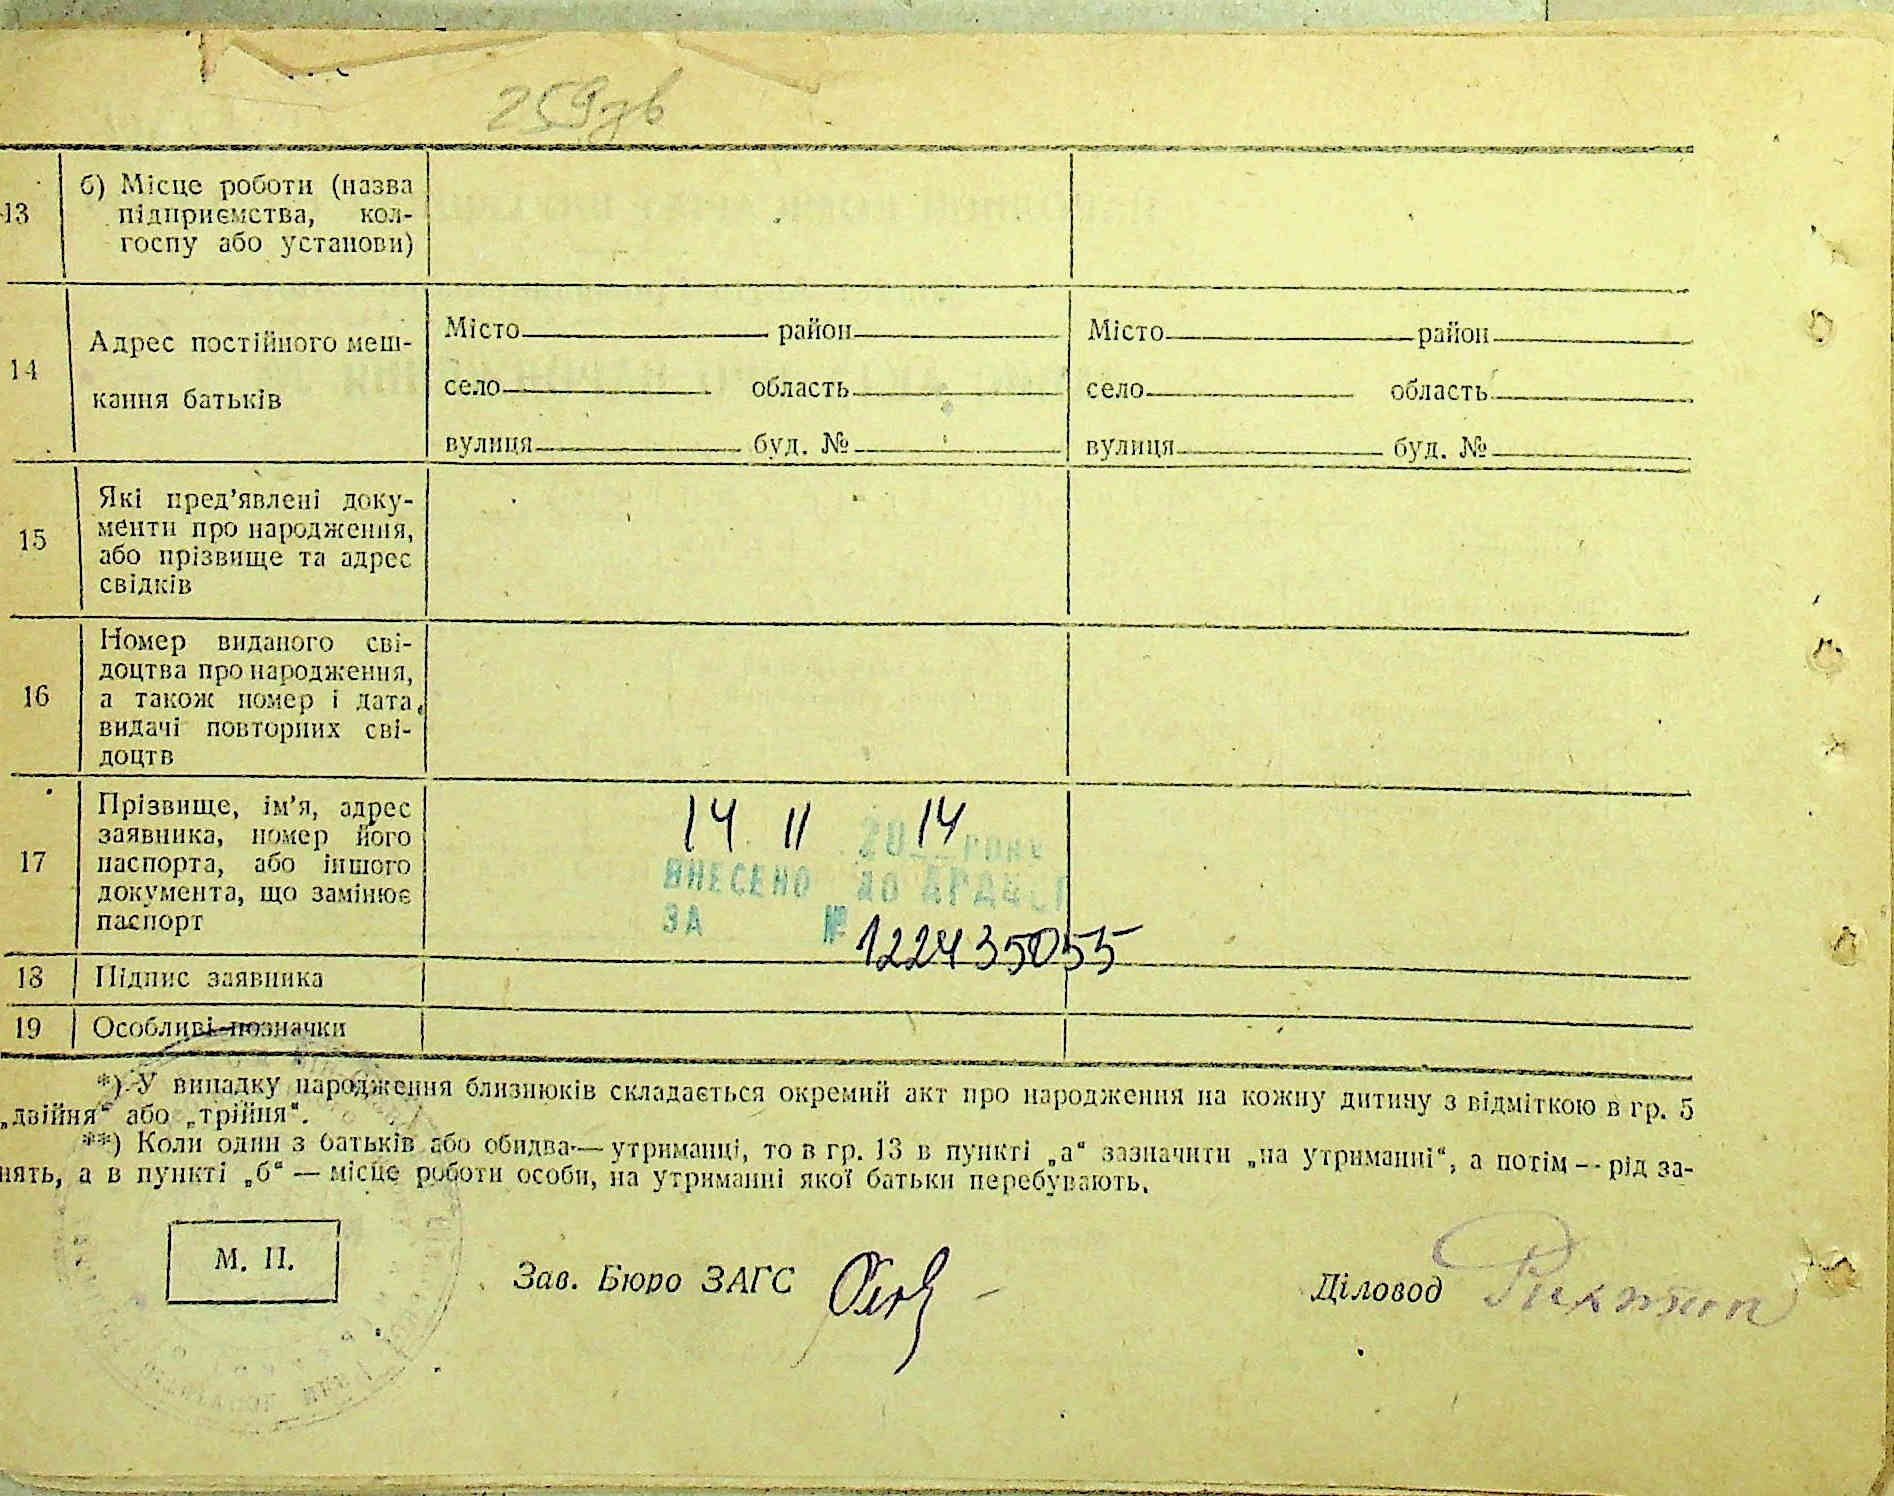 259зв
13
б) Місце роботи (назва
підприємства, кол-
госпу або установи)
14
Адрес постійного меш-
кання батьків
Місто район
село область
вулиця буд. №
Місто район
село область
вулиця буд. №
15
Які пред’явлені доку-
менти про народження,
або прізвище та адрес
свідків
16
Номер виданого сві-
доцтва про народження,
а також номер і дата
видачі повторних сві-
доцтв
17
Прізвище, ім’я, адрес
заявника, номер його
паспорта, або іншого
документа, що замінює
паспорт
14 11 2014 року
ВНЕСЕНО ДО
ЗА № 122435055
18 Підпис заявника
19 Особливі позначки
*) У випадку народження близнюків складається окремий акт про народження на кожну дитину з відміткою в гр. 5
„двійня“ або „трійня“.
**) Коли один з батьків або обидва — утриманці, то в гр. 13 в пункті „а“ зазначити „на утриманні“, а потім — рід за-
нять, а в пункті „б“ — місце роботи особи, на утриманні якої батьки перебувають.
М. П.
Зав. Бюро ЗАГС
Діловод